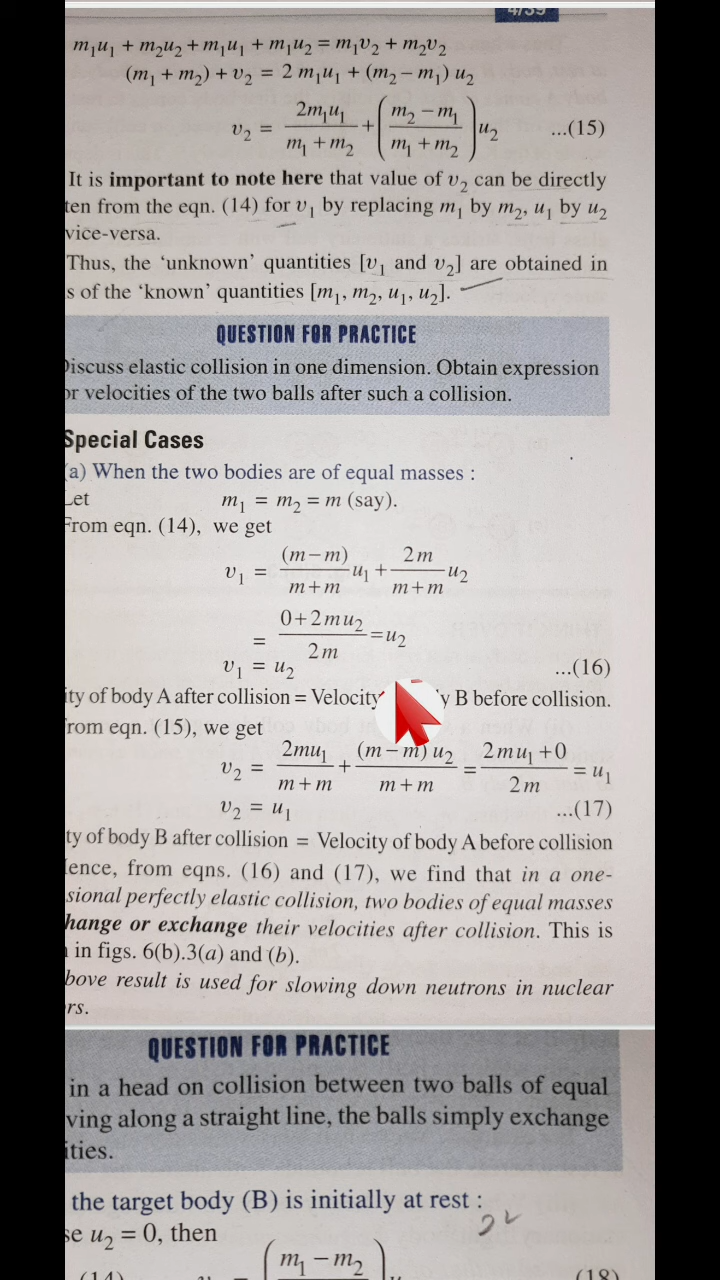 4/39
m₁u₁ + m₂u₂ + m₁u₁ + m₁u₂ = m₁v₂ + m₂v₂
(m₁ + m₂) + v₂ = 2 m₁u₁ + (m₂ – m₁) u₂
v₂ = 2m₁u₁/(m₁ + m₂) + ((m₂ – m₁)/(m₁ + m₂)) u₂ ...(15)
It is important to note here that value of v₂ can be directly
ten from the eqn. (14) for v₁ by replacing m₁ by m₂, u₁ by u₂
vice-versa.
Thus, the ‘unknown’ quantities [v₁ and v₂] are obtained in
s of the ‘known’ quantities [m₁, m₂, u₁, u₂].
QUESTION FOR PRACTICE
Discuss elastic collision in one dimension. Obtain expression
or velocities of the two balls after such a collision.
Special Cases
(a) When the two bodies are of equal masses :
Let m₁ = m₂ = m (say).
From eqn. (14), we get
v₁ = (m – m)/(m + m) u₁ + 2m/(m + m) u₂
= (0 + 2mu₂)/2m = u₂
v₁ = u₂ ...(16)
ity of body A after collision = Velocity y B before collision.
From eqn. (15), we get
v₂ = 2mu₁/(m + m) + (m – m) u₂/(m + m) = (2mu₁ + 0)/2m = u₁
v₂ = u₁ ...(17)
ty of body B after collision = Velocity of body A before collision
Hence, from eqns. (16) and (17), we find that in a one-
sional perfectly elastic collision, two bodies of equal masses
hange or exchange their velocities after collision. This is
in figs. 6(b).3(a) and (b).
bove result is used for slowing down neutrons in nuclear
rs.
QUESTION FOR PRACTICE
in a head on collision between two balls of equal
ving along a straight line, the balls simply exchange
ities.
the target body (B) is initially at rest :
se u₂ = 0, then
(m₁ – m₂) (18)